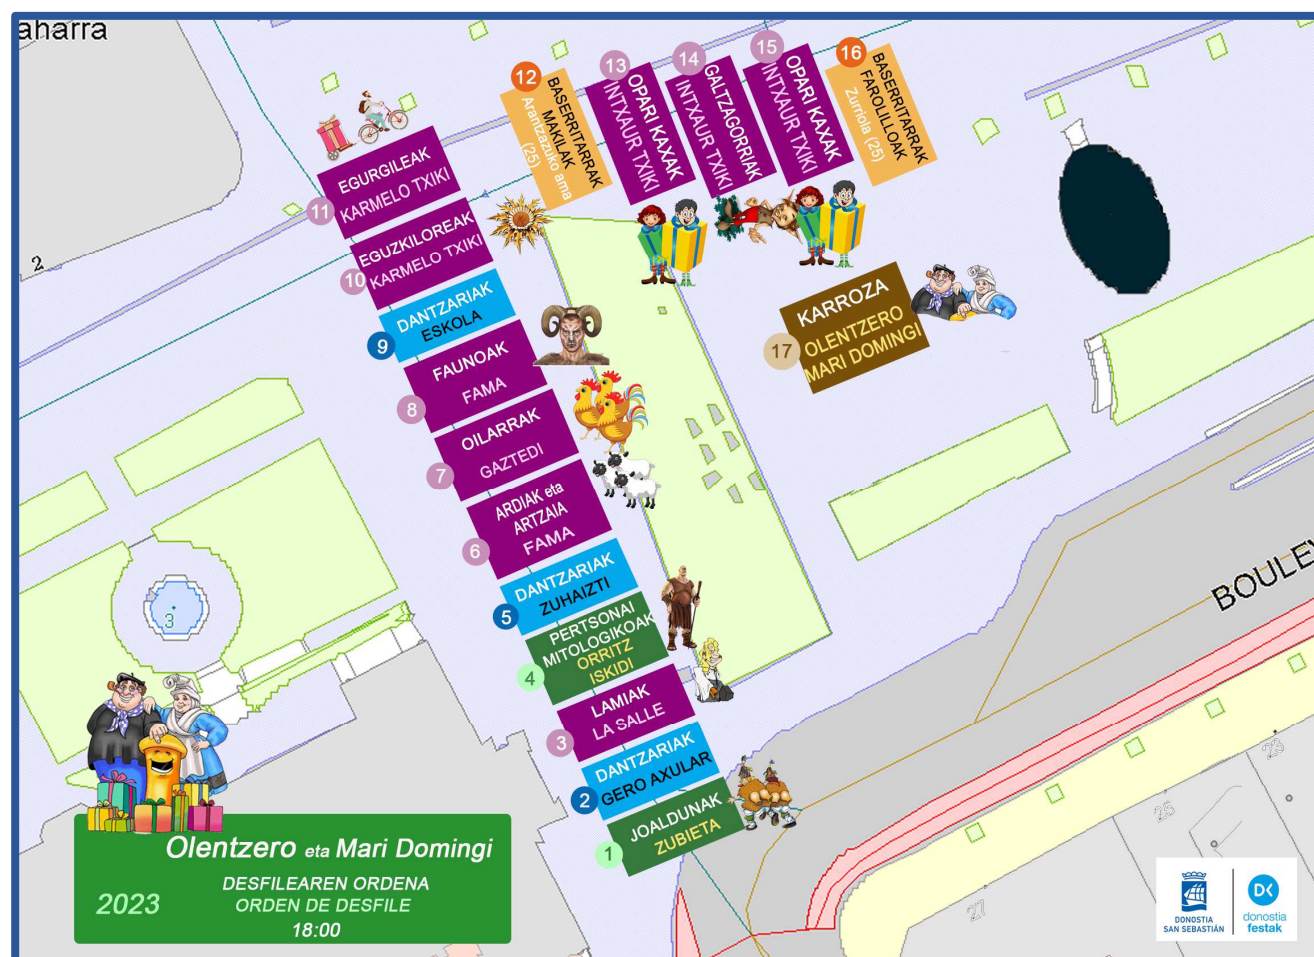 aharra
2
12
BASERRITARRAK
MAKILAK
Arantzazuko ama
(25)
13
OPARI KAXAK
INTXAUR TXIKI
14
GALTZAGORRIAK
INTXAUR TXIKI
15
OPARI KAXAK
INTXAUR TXIKI
16
BASERRITARRAK
FAROLILLOAK
Zurriola (25)
EGURGILEAK
KARMELO TXIKI
11
EGUZKILOREAK
KARMELO TXIKI
10
DANTZARIAK
ESKOLA
9
FAUNOAK
FAMA
8
OILARRAK
GAZTEDI
7
ARDIAK eta
ARTZAIA
FAMA
6
DANTZARIAK
ZUHAIZTI
5
PERTSONAI
MITOLOGIKOAK
ORRITZ
ISKIDI
4
LAMIAK
LA SALLE
3
DANTZARIAK
GERO AXULAR
2
JOALDUNAK
ZUBIETA
1
KARROZA
OLENTZERO
MARI DOMINGI
17
BOULEV
3
23
25
27
Olentzero eta Mari Domingi
DESFILEAREN ORDENA
2023
ORDEN DE DESFILE
18:00
DONOSTIA
SAN SEBASTIÁN
DK
donostia
festak